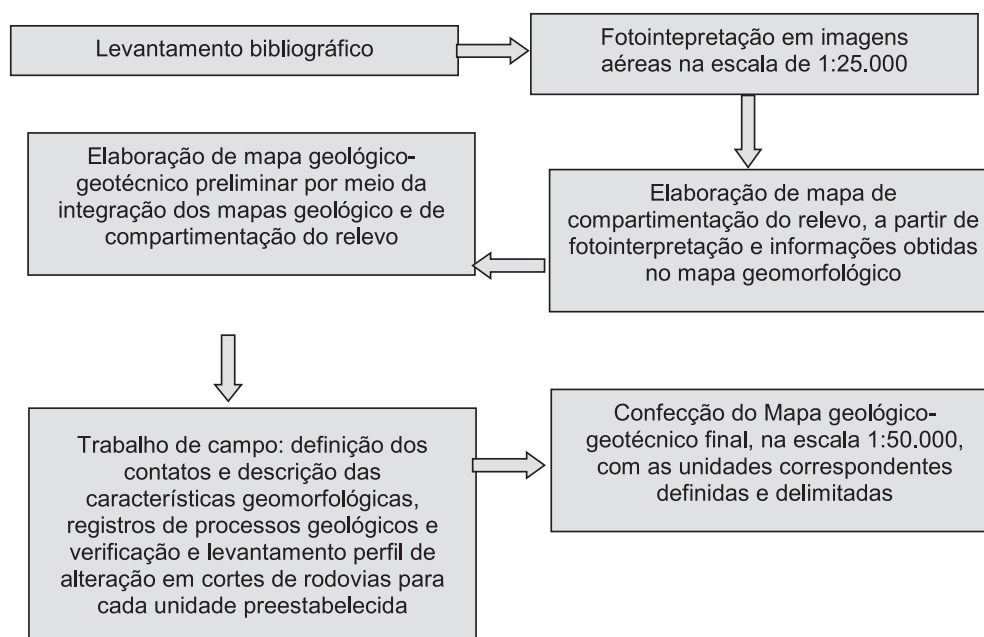 Levantamento bibliográfico
Fotointepretação em imagens
aéreas na escala de 1:25.000
Elaboração de mapa geológico-
geotécnico preliminar por meio da
integração dos mapas geológico e de
compartimentação do relevo
Elaboração de mapa de
compartimentação do relevo, a partir de
fotointerpretação e informações obtidas
no mapa geomorfológico
Trabalho de campo: definição dos
contatos e descrição das
características geomorfológicas,
registros de processos geológicos e
verificação e levantamento perfil de
alteração em cortes de rodovias para
cada unidade preestabelecida
Confecção do Mapa geológico-
geotécnico final, na escala 1:50.000,
com as unidades correspondentes
definidas e delimitadas